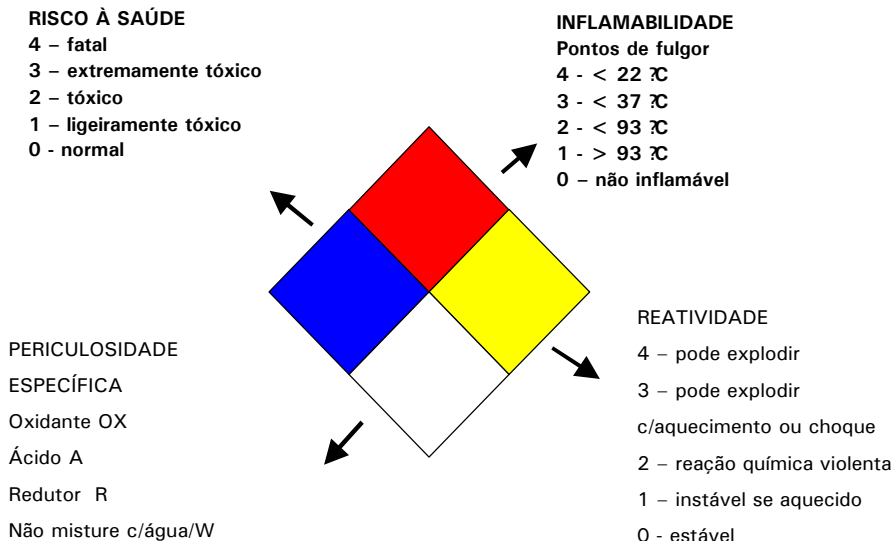 RISCO À SAÚDE
4 – fatal
3 – extremamente tóxico
2 – tóxico
1 – ligeiramente tóxico
0 - normal
INFLAMABILIDADE
Pontos de fulgor
4 - < 22 ?C
3 - < 37 ?C
2 - < 93 ?C
1 - > 93 ?C
0 – não inflamável
PERICULOSIDADE
ESPECÍFICA
Oxidante OX
Ácido A
Redutor R
Não misture c/água/W
REATIVIDADE
4 – pode explodir
3 – pode explodir
c/aquecimento ou choque
2 – reação química violenta
1 – instável se aquecido
0 - estável